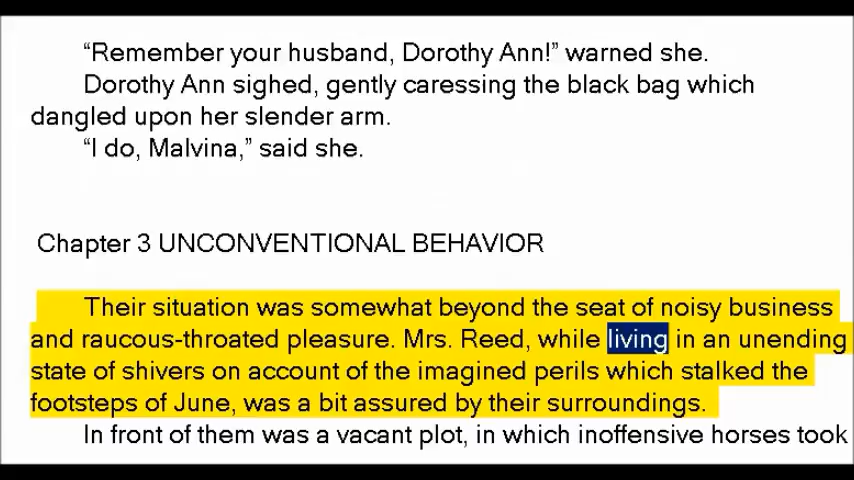 “Remember your husband, Dorothy Ann!” warned she.
Dorothy Ann sighed, gently caressing the black bag which
dangled upon her slender arm.
“I do, Malvina,” said she.
Chapter 3 UNCONVENTIONAL BEHAVIOR
Their situation was somewhat beyond the seat of noisy business
and raucous-throated pleasure. Mrs. Reed, while living in an unending
state of shivers on account of the imagined perils which stalked the
footsteps of June, was a bit assured by their surroundings.
In front of them was a vacant plot, in which inoffensive horses took